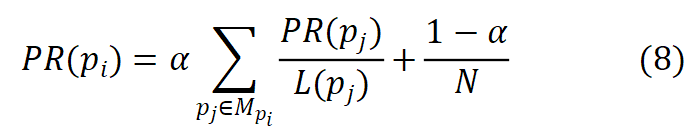 PR(p_i) = α ∑_{p_j∈M_{p_i}} PR(p_j)/L(p_j) + (1 − α)/N (8)